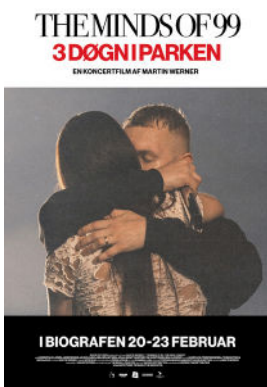 THE MINDS OF 99
3 DØGN I PARKEN
EN KONCERTFILM AF MARTIN WERNER
I BIOGRAFEN 20-23 FEBRUAR